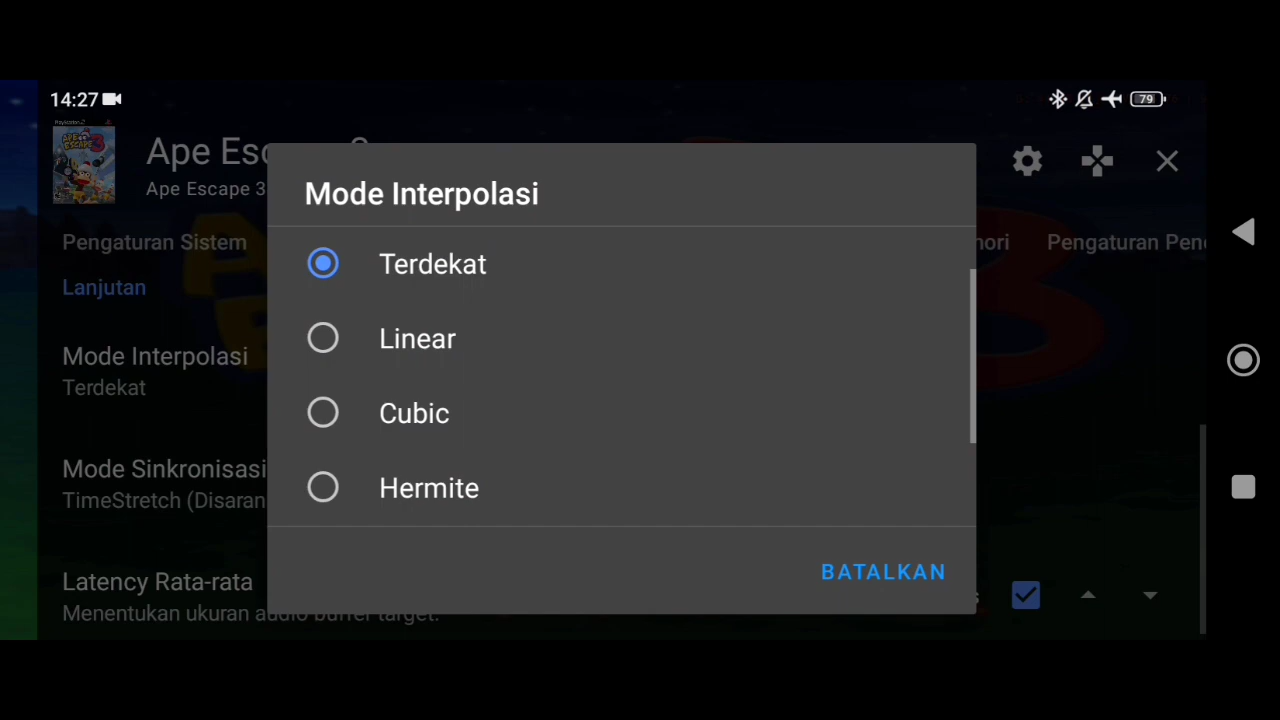 14:27
79
Ape Esc
Ape Escape 3
Pengaturan Sistem
Pengaturan Pen
Lanjutan
Mode Interpolasi
Terdekat
Mode Sinkronisasi
TimeStretch (Disaran
Latency Rata-rata
Menentukan ukuran audio buffer target.
Mode Interpolasi
Terdekat
Linear
Cubic
Hermite
BATALKAN